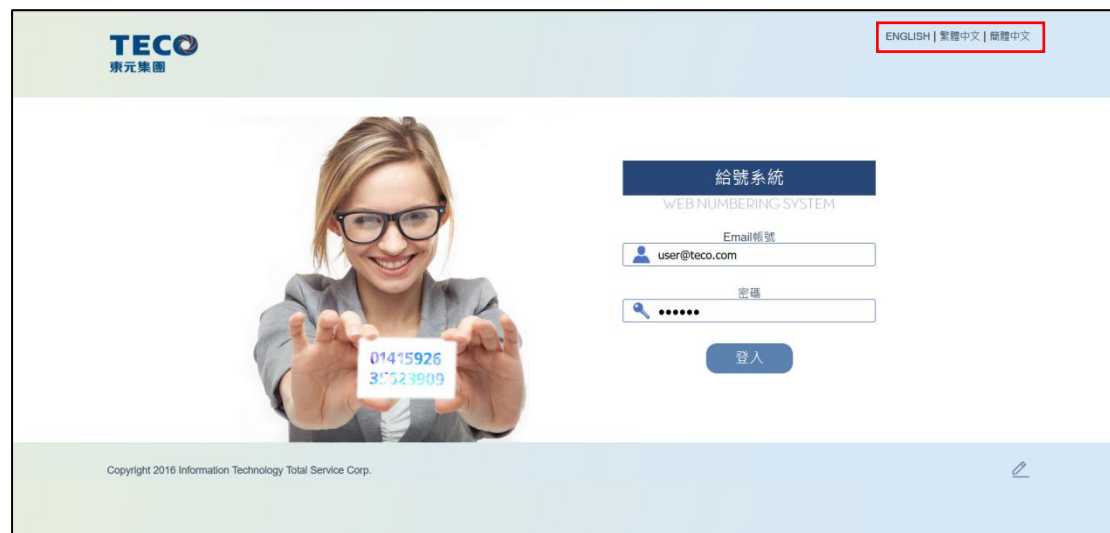 TECO
東元集團
ENGLISH | 繁體中文 | 簡體中文
給號系統
WEB NUMBERING SYSTEM
Email帳號
user@teco.com
密碼
••••••
登入
01415926
35623909
Copyright 2016 Information Technology Total Service Corp.